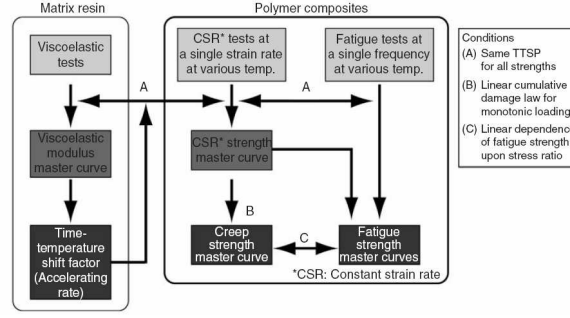 Matrix resin
Polymer composites
Viscoelastic
tests
CSR* tests at
a single strain rate
at various temp.
Fatigue tests at
a single frequency
at various temp.
A
A
Viscoelastic
modulus
master curve
CSR* strength
master curve
B
Time-
temperature
shift factor
(Accelerating
rate)
Creep
strength
master curve
C
Fatigue
strength
master curves
*CSR: Constant strain rate
Conditions
(A) Same TTSP
for all strengths
(B) Linear cumulative
damage law for
monotonic loading
(C) Linear dependence
of fatigue strength
upon stress ratio